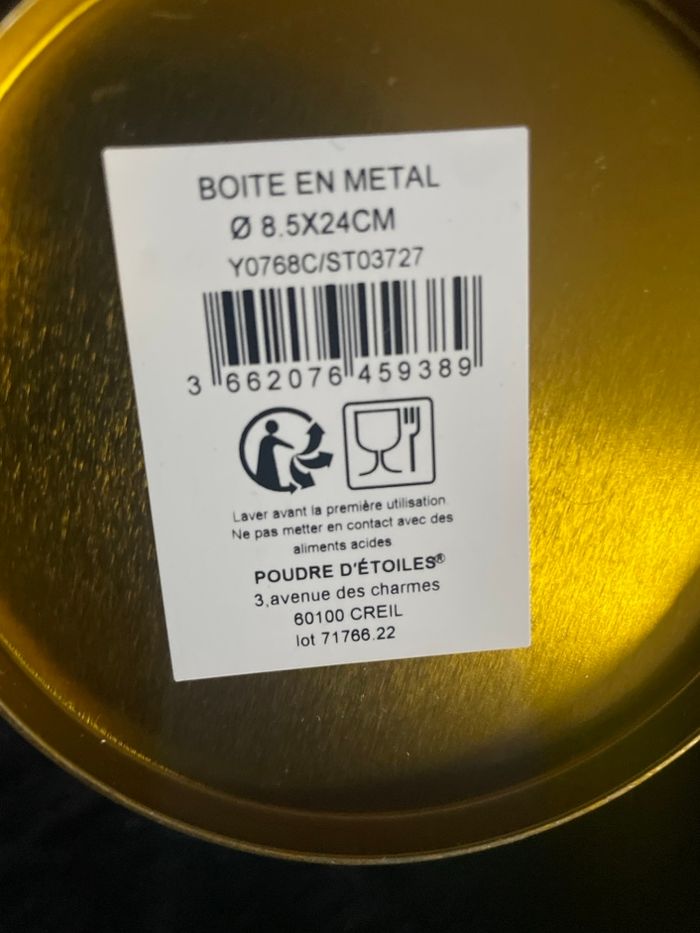 BOITE EN METAL
Ø 8.5X24CM
Y0768C/ST03727
3 662076 459389
Laver avant la première utilisation.
Ne pas metter en contact avec des
aliments acides
POUDRE D'ÉTOILES®
3,avenue des charmes
60100 CREIL
lot 71766.22